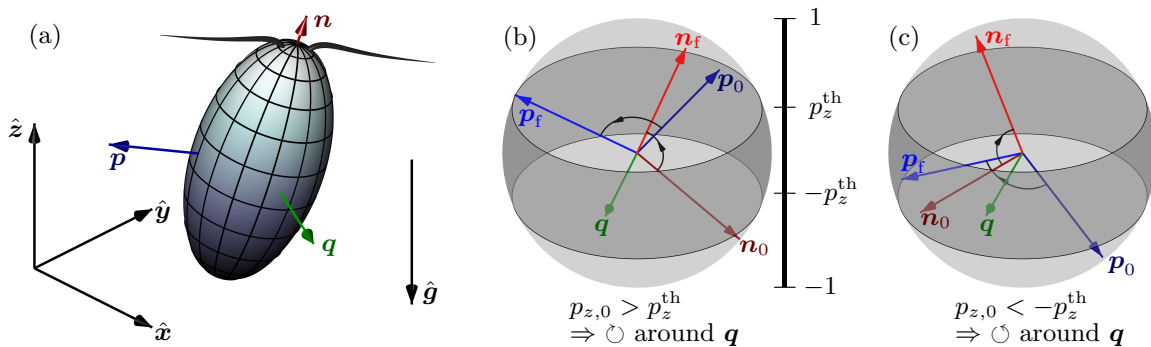 (a)
n
ẑ
p
ŷ
q
ĝ
x̂
(b)
n_f
p_0
p_f
q
n_0
1
p_z^th
−p_z^th
−1
p_{z,0} > p_z^th
⇒ ↻ around q
(c)
n_f
p_f
n_0
q
p_0
p_{z,0} < −p_z^th
⇒ ↺ around q